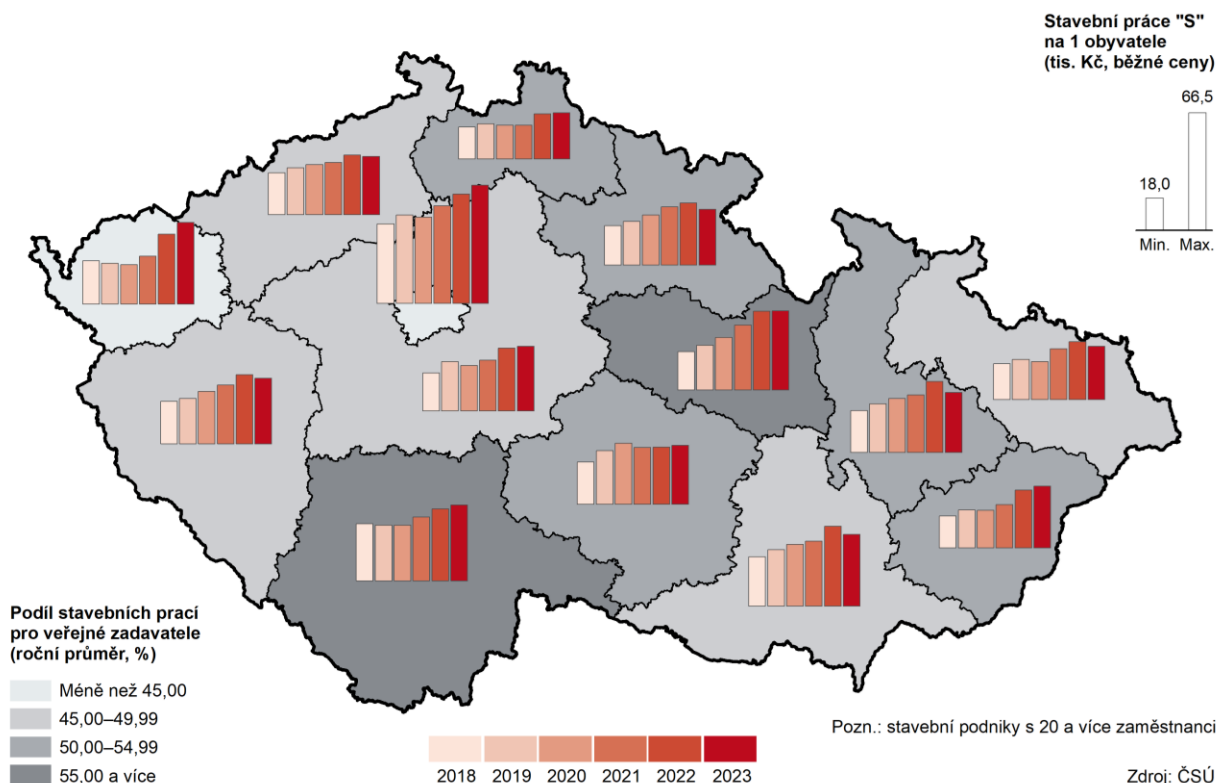 Stavební práce "S"
na 1 obyvatele
(tis. Kč, běžné ceny)
66,5
18,0
Min. Max.
Podíl stavebních prací
pro veřejné zadavatele
(roční průměr, %)
Méně než 45,00
45,00–49,99
50,00–54,99
55,00 a více
2018 2019 2020 2021 2022 2023
Pozn.: stavební podniky s 20 a více zaměstnanci
Zdroj: ČSÚ